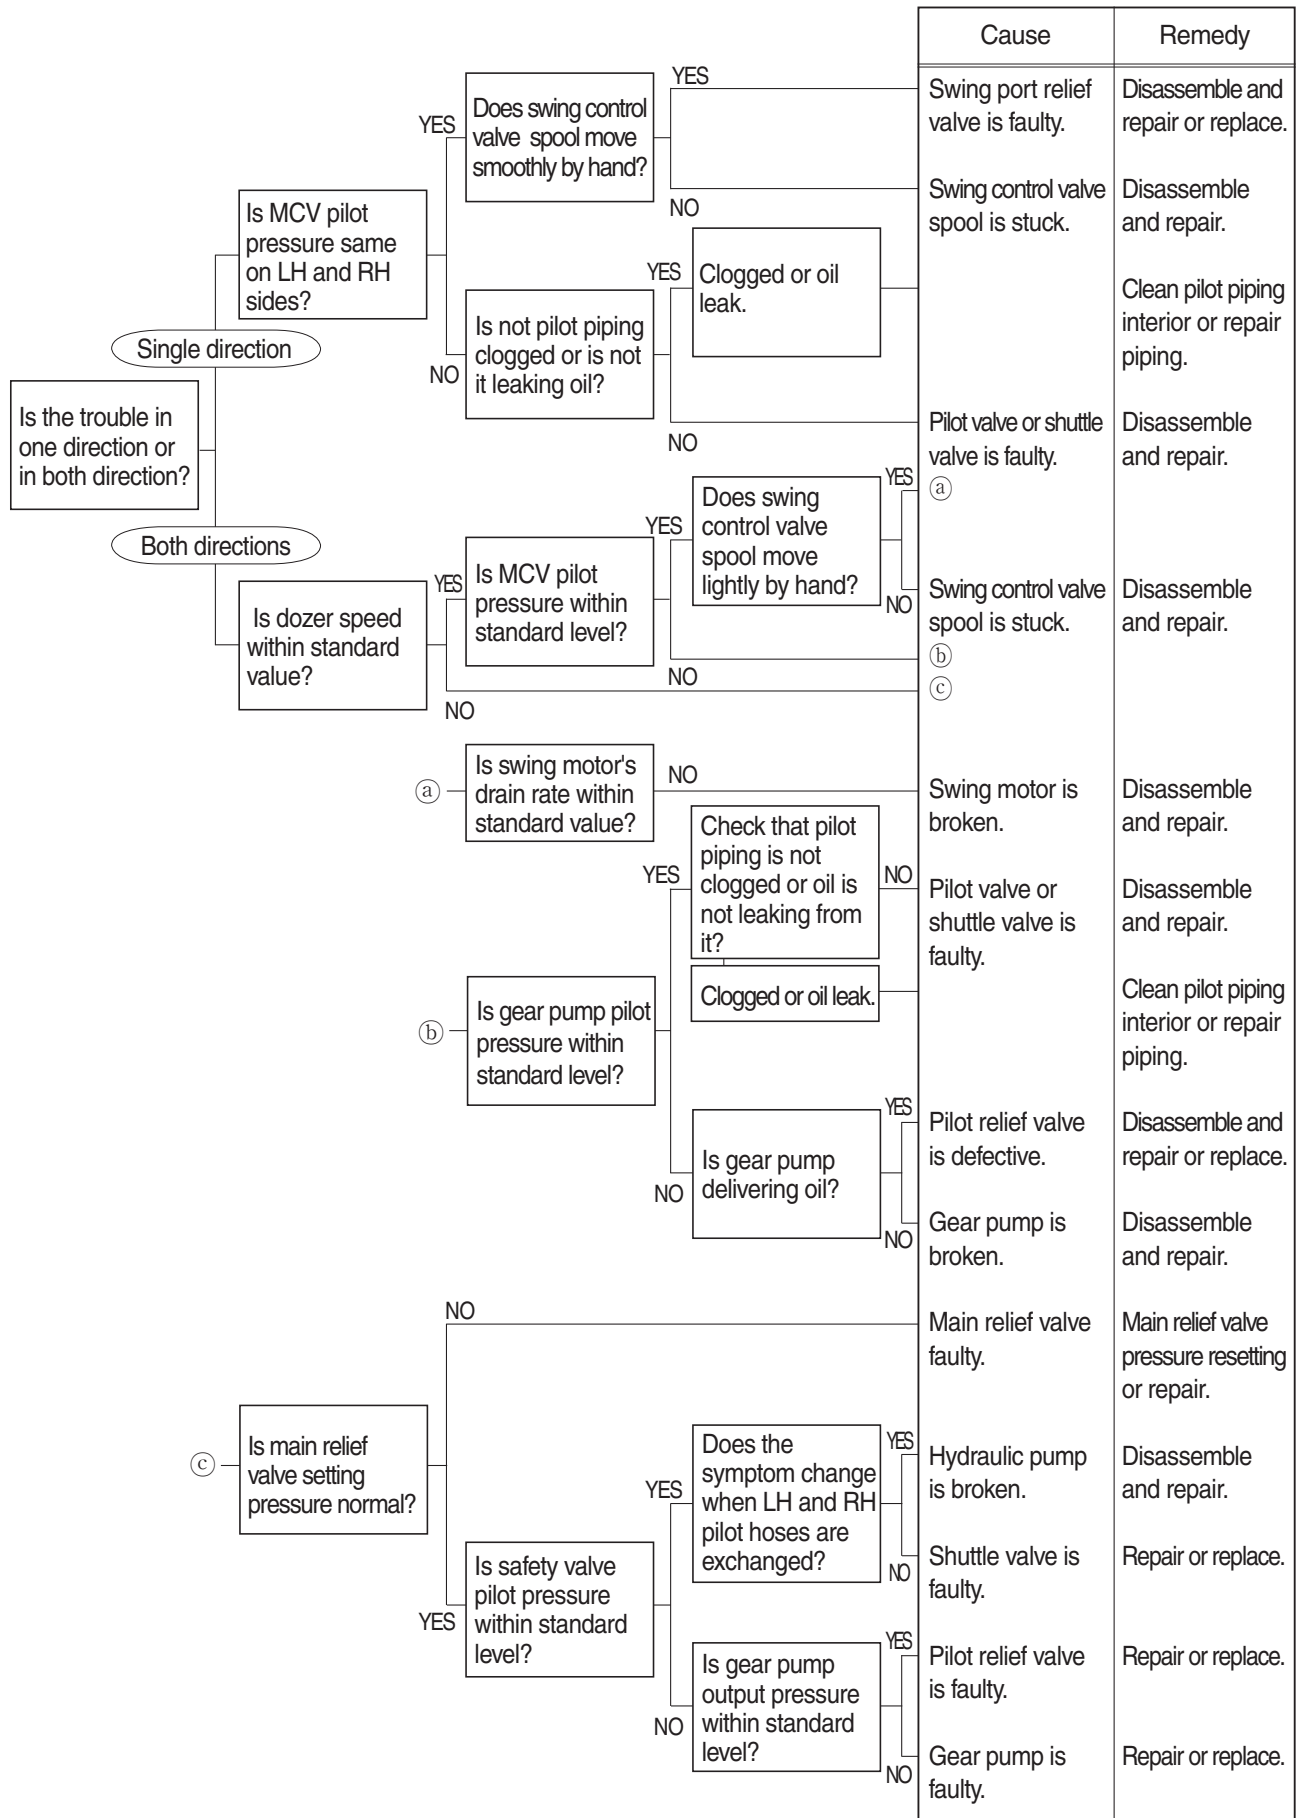 Cause
Remedy
YES
Does swing control
valve spool move
smoothly by hand?
YES
Swing port relief
valve is faulty.
Disassemble and
repair or replace.
NO
Swing control valve
spool is stuck.
Disassemble
and repair.
Is MCV pilot
pressure same
on LH and RH
sides?
Single direction
NO
Is not pilot piping
clogged or is not
it leaking oil?
YES
Clogged or oil
leak.
Clean pilot piping
interior or repair
piping.
NO
Pilot valve or shuttle
valve is faulty.
Disassemble
and repair.
Is the trouble in
one direction or
in both direction?
Both directions
Is dozer speed
within standard
value?
YES
Is MCV pilot
pressure within
standard level?
YES
Does swing
control valve
spool move
lightly by hand?
YES
ⓐ
NO
Swing control valve
spool is stuck.
Disassemble
and repair.
NO
ⓑ
NO
ⓒ
ⓐ
Is swing motor's
drain rate within
standard value?
NO
Swing motor is
broken.
Disassemble
and repair.
ⓑ
Is gear pump pilot
pressure within
standard level?
YES
Check that pilot
piping is not
clogged or oil is
not leaking from
it?
NO
Pilot valve or
shuttle valve is
faulty.
Disassemble
and repair.
Clogged or oil leak.
Clean pilot piping
interior or repair
piping.
NO
Is gear pump
delivering oil?
YES
Pilot relief valve
is defective.
Disassemble and
repair or replace.
NO
Gear pump is
broken.
Disassemble
and repair.
ⓒ
Is main relief
valve setting
pressure normal?
NO
Main relief valve
faulty.
Main relief valve
pressure resetting
or repair.
YES
Is safety valve
pilot pressure
within standard
level?
YES
Does the
symptom change
when LH and RH
pilot hoses are
exchanged?
YES
Hydraulic pump
is broken.
Disassemble
and repair.
NO
Shuttle valve is
faulty.
Repair or replace.
NO
Is gear pump
output pressure
within standard
level?
YES
Pilot relief valve
is faulty.
Repair or replace.
NO
Gear pump is
faulty.
Repair or replace.